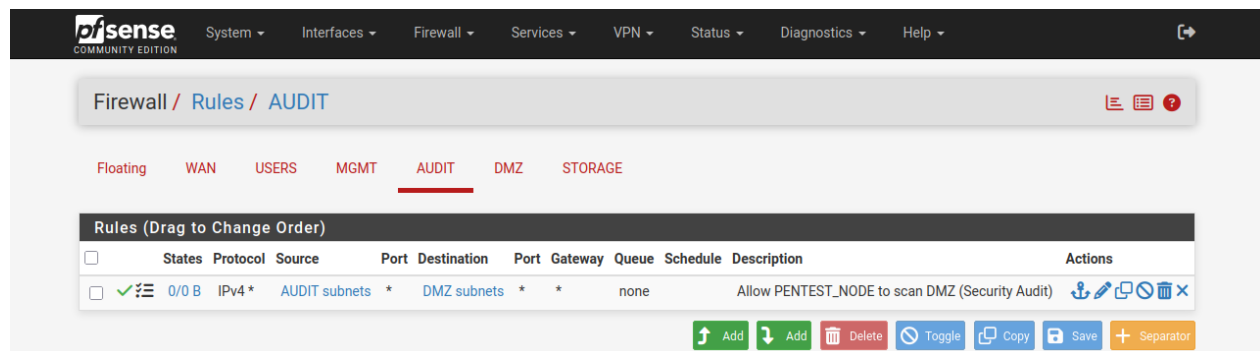 pfsense System Interfaces Firewall Services VPN Status Diagnostics Help
COMMUNITY EDITION
Firewall / Rules / AUDIT
Floating WAN USERS MGMT AUDIT DMZ STORAGE
Rules (Drag to Change Order)
States Protocol Source Port Destination Port Gateway Queue Schedule Description Actions
0/0 B IPv4 * AUDIT subnets * DMZ subnets * * none Allow PENTEST_NODE to scan DMZ (Security Audit)
Add Add Delete Toggle Copy Save Separator